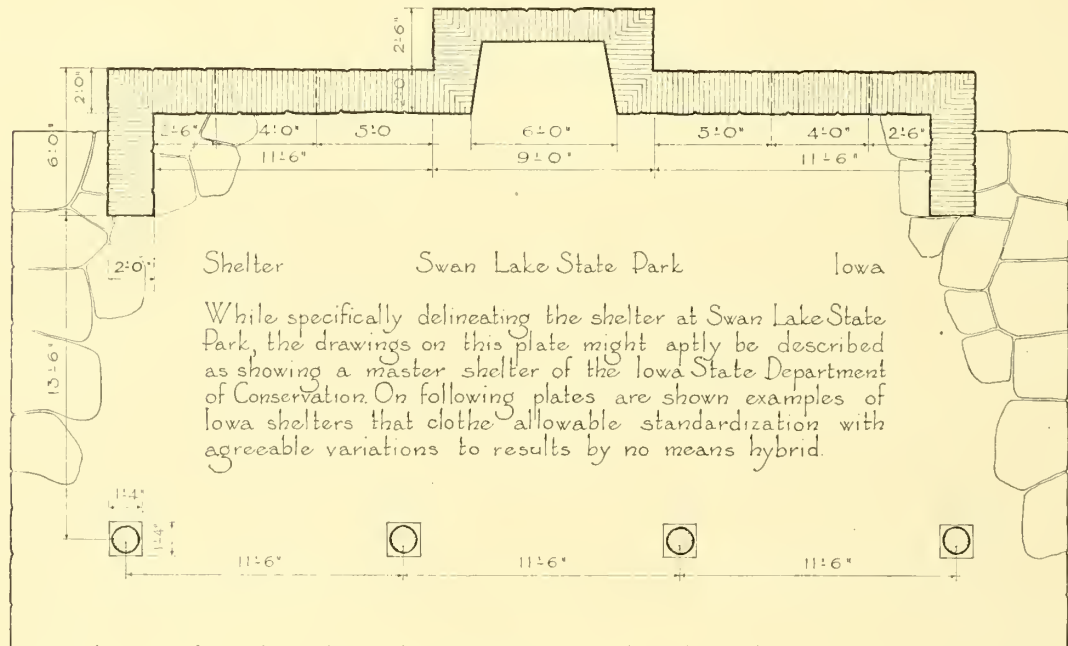 2'-6"
2'-0"
2'-0"
6'-0"
2'-6" 4'-0" 5'-0 6'-0" 5'-0" 4'-0" 2'-6"
11'-6" 9'-0" 11'-6"
2'-0"
Shelter Swan Lake State Park Iowa
While specifically delineating the shelter at Swan Lake State
Park, the drawings on this plate might aptly be described
as showing a master shelter of the Iowa State Department
of Conservation. On following plates are shown examples of
Iowa shelters that clothe allowable standardization with
agreeable variations to results by no means hybrid.
13'-6"
1'-4"
1'-4"
11'-6" 11'-6" 11'-6"